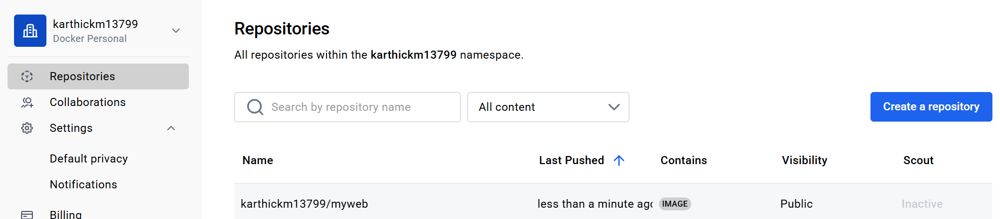 karthickm13799
Docker Personal
Repositories
Collaborations
Settings
Default privacy
Notifications
Billing
Repositories
All repositories within the karthickm13799 namespace.
Search by repository name
All content
Create a repository
Name Last Pushed Contains Visibility Scout
karthickm13799/myweb less than a minute ago IMAGE Public Inactive